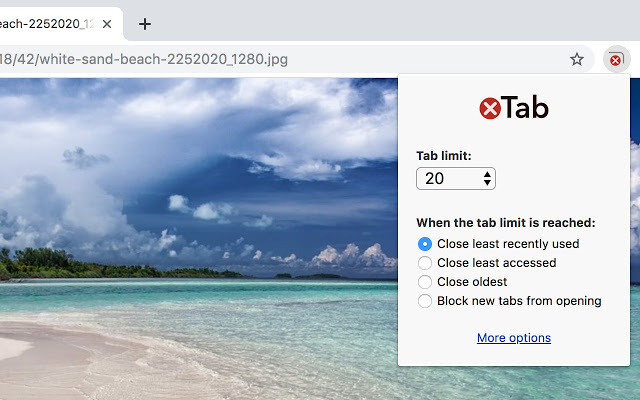 each-2252020_12
18/42/white-sand-beach-2252020_1280.jpg
Tab
Tab limit:
20
When the tab limit is reached:
Close least recently used
Close least accessed
Close oldest
Block new tabs from opening
More options